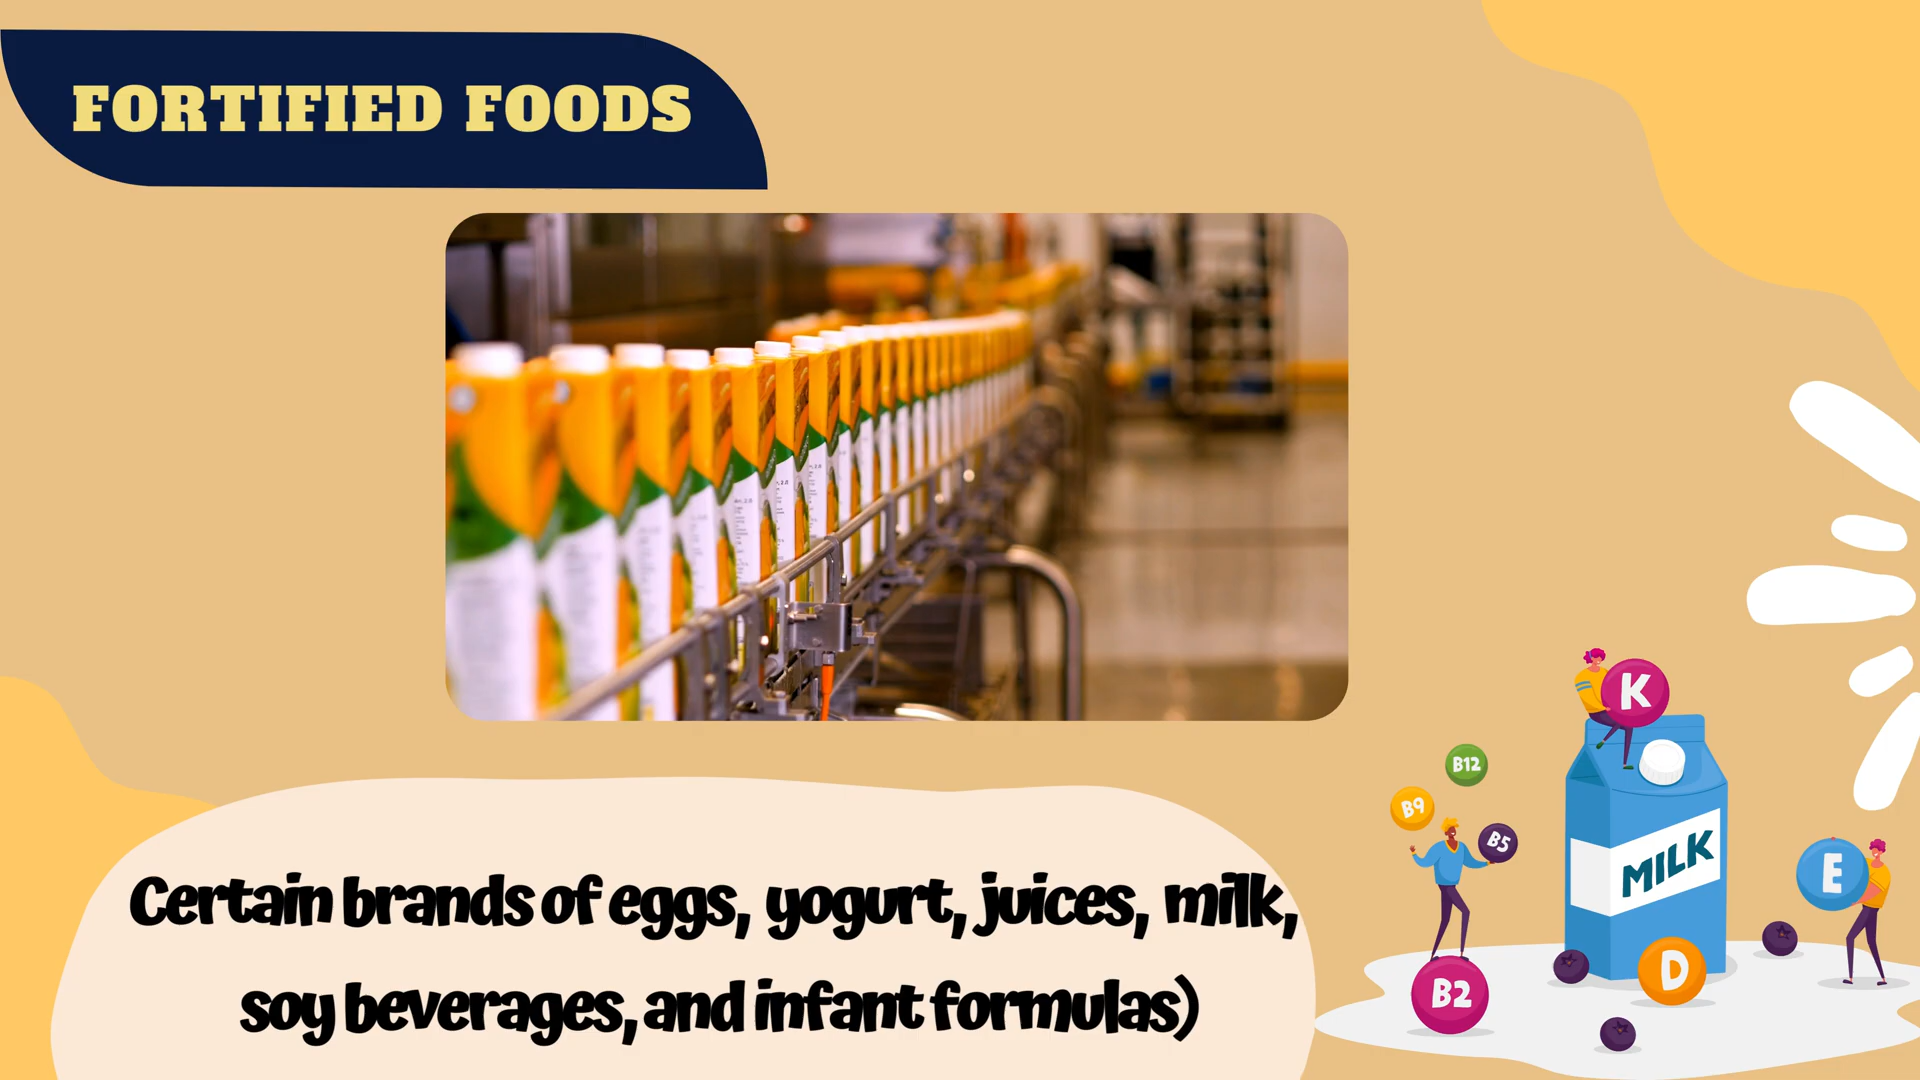 FORTIFIED FOODS
Certain brands of eggs, yogurt, juices, milk,
soy beverages, and infant formulas)
K
B12
B9
B5
MILK
E
D
B2